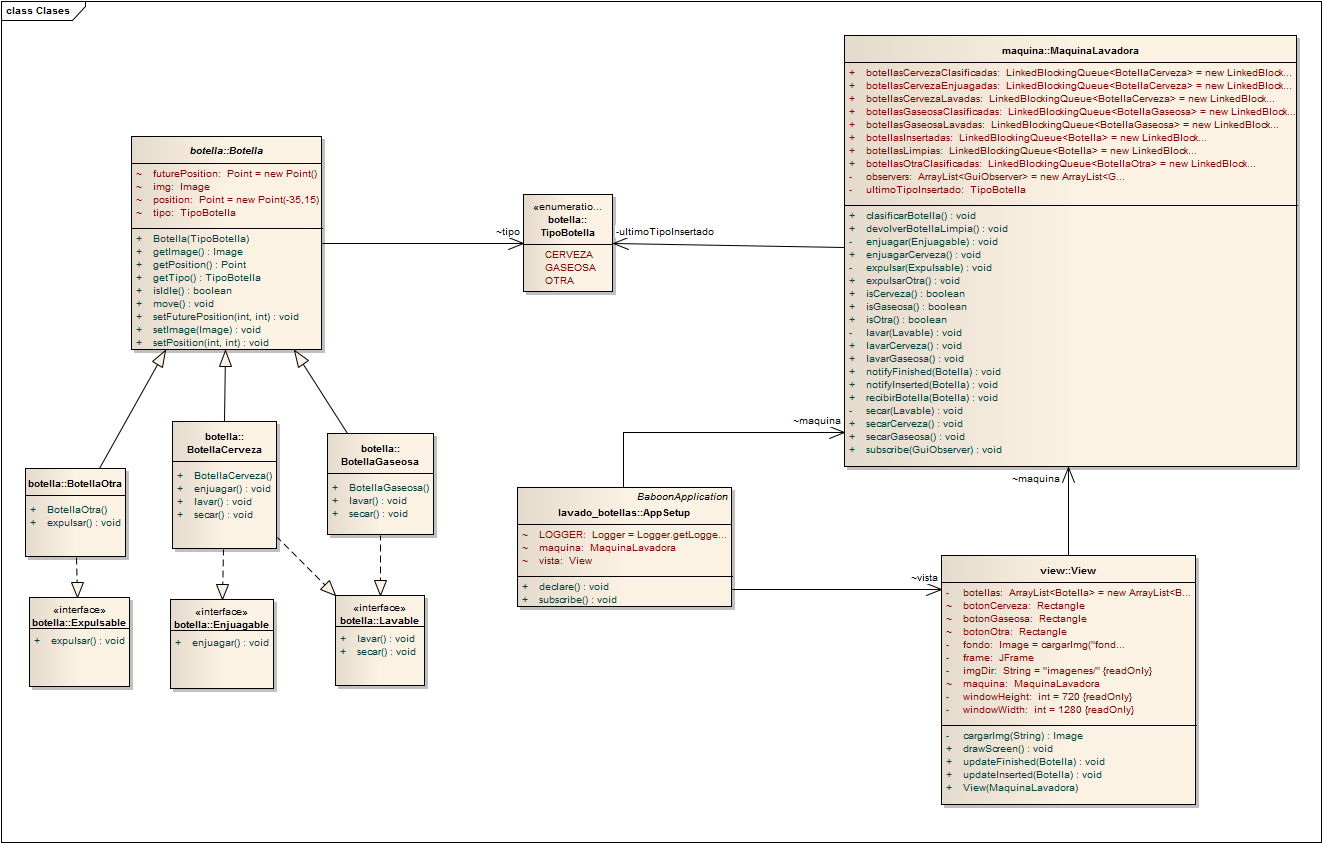 class Clases
botella::Botella
~ futurePosition: Point = new Point()
~ img: Image
~ position: Point = new Point(-35,15)
~ tipo: TipoBotella
+ Botella(TipoBotella)
+ getImage() : Image
+ getPosition() : Point
+ getTipo() : TipoBotella
+ isIdle() : boolean
+ move() : void
+ setFuturePosition(int, int) : void
+ setImage(Image) : void
+ setPosition(int, int) : void
~tipo
«enumeratio...
botella::
TipoBotella
CERVEZA
GASEOSA
OTRA
-ultimoTipoInsertado
maquina::MaquinaLavadora
+ botellasCervezaClasificadas: LinkedBlockingQueue<BotellaCerveza> = new LinkedBlock...
+ botellasCervezaEnjuagadas: LinkedBlockingQueue<BotellaCerveza> = new LinkedBlock...
+ botellasCervezaLavadas: LinkedBlockingQueue<BotellaCerveza> = new LinkedBlock...
+ botellasGaseosaClasificadas: LinkedBlockingQueue<BotellaGaseosa> = new LinkedBlock...
+ botellasGaseosaLavadas: LinkedBlockingQueue<BotellaGaseosa> = new LinkedBlock...
+ botellasInsertadas: LinkedBlockingQueue<Botella> = new LinkedBlock...
+ botellasLimpias: LinkedBlockingQueue<Botella> = new LinkedBlock...
+ botellasOtraClasificadas: LinkedBlockingQueue<BotellaOtra> = new LinkedBlock...
- observers: ArrayList<GuiObserver> = new ArrayList<G...
- ultimoTipoInsertado: TipoBotella
+ clasificarBotella() : void
+ devolverBotellaLimpia() : void
- enjuagar(Enjuagable) : void
+ enjuagarCerveza() : void
- expulsar(Expulsable) : void
+ expulsarOtra() : void
+ isCerveza() : boolean
+ isGaseosa() : boolean
+ isOtra() : boolean
- lavar(Lavable) : void
+ lavarCerveza() : void
+ lavarGaseosa() : void
+ notifyFinished(Botella) : void
+ notifyInserted(Botella) : void
+ recibirBotella(Botella) : void
- secar(Lavable) : void
+ secarCerveza() : void
+ secarGaseosa() : void
+ subscribe(GuiObserver) : void
botella::BotellaOtra
+ BotellaOtra()
+ expulsar() : void
botella::
BotellaCerveza
+ BotellaCerveza()
+ enjuagar() : void
+ lavar() : void
+ secar() : void
botella::
BotellaGaseosa
+ BotellaGaseosa()
+ lavar() : void
+ secar() : void
«interface»
botella::Expulsable
+ expulsar() : void
«interface»
botella::Enjuagable
+ enjuagar() : void
«interface»
botella::Lavable
+ lavar() : void
+ secar() : void
~maquina
BaboonApplication
lavado_botellas::AppSetup
~ LOGGER: Logger = Logger.getLogge...
~ maquina: MaquinaLavadora
~ vista: View
+ declare() : void
+ subscribe() : void
~vista
~maquina
view::View
- botellas: ArrayList<Botella> = new ArrayList<B...
~ botonCerveza: Rectangle
~ botonGaseosa: Rectangle
~ botonOtra: Rectangle
- fondo: Image = cargarImg("fond...
- frame: JFrame
- imgDir: String = "imagenes/" {readOnly}
~ maquina: MaquinaLavadora
- windowHeight: int = 720 {readOnly}
- windowWidth: int = 1280 {readOnly}
- cargarImg(String) : Image
+ drawScreen() : void
+ updateFinished(Botella) : void
+ updateInserted(Botella) : void
+ View(MaquinaLavadora)